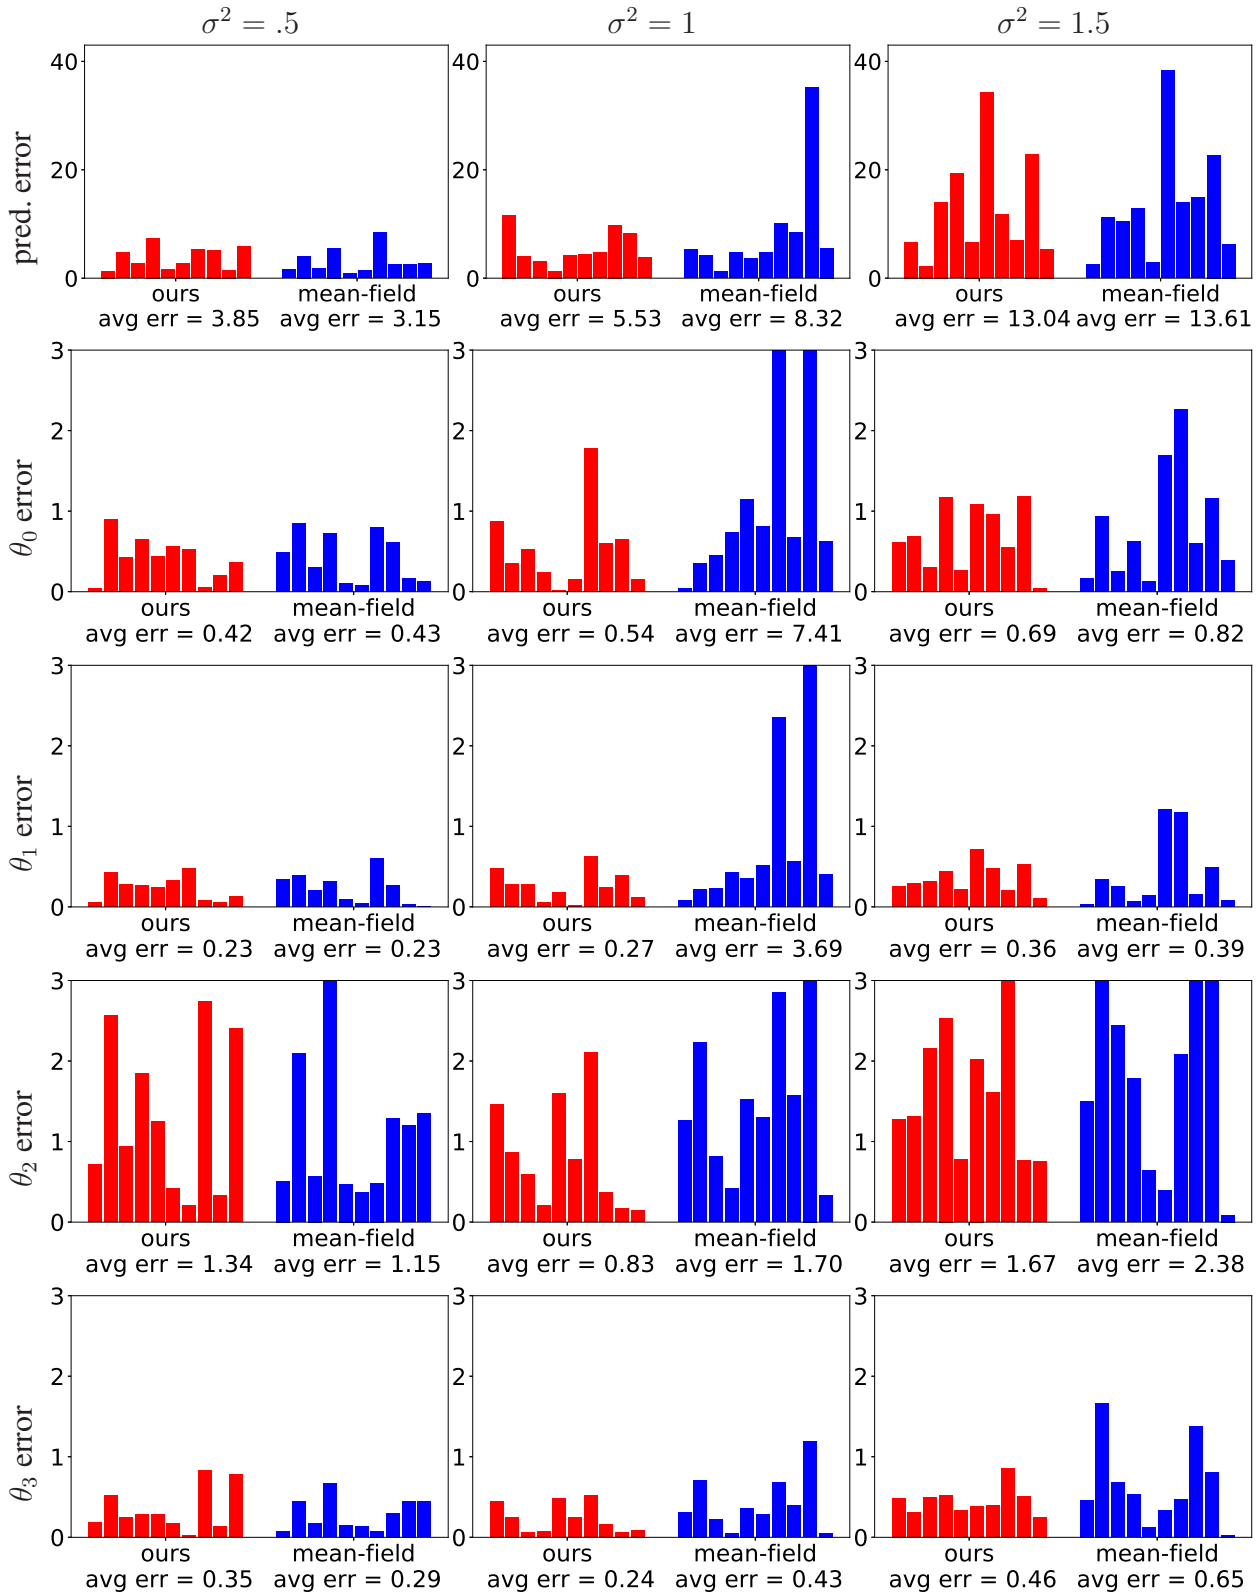 σ² = .5 σ² = 1 σ² = 1.5
pred. error
40 40 40
20 20 20
0 0 0
ours mean-field ours mean-field ours mean-field
avg err = 3.85 avg err = 3.15 avg err = 5.53 avg err = 8.32 avg err = 13.04 avg err = 13.61
θ₀ error
3 3 3
2 2 2
1 1 1
0 0 0
ours mean-field ours mean-field ours mean-field
avg err = 0.42 avg err = 0.43 avg err = 0.54 avg err = 7.41 avg err = 0.69 avg err = 0.82
θ₁ error
3 3 3
2 2 2
1 1 1
0 0 0
ours mean-field ours mean-field ours mean-field
avg err = 0.23 avg err = 0.23 avg err = 0.27 avg err = 3.69 avg err = 0.36 avg err = 0.39
θ₂ error
3 3 3
2 2 2
1 1 1
0 0 0
ours mean-field ours mean-field ours mean-field
avg err = 1.34 avg err = 1.15 avg err = 0.83 avg err = 1.70 avg err = 1.67 avg err = 2.38
θ₃ error
3 3 3
2 2 2
1 1 1
0 0 0
ours mean-field ours mean-field ours mean-field
avg err = 0.35 avg err = 0.29 avg err = 0.24 avg err = 0.43 avg err = 0.46 avg err = 0.65